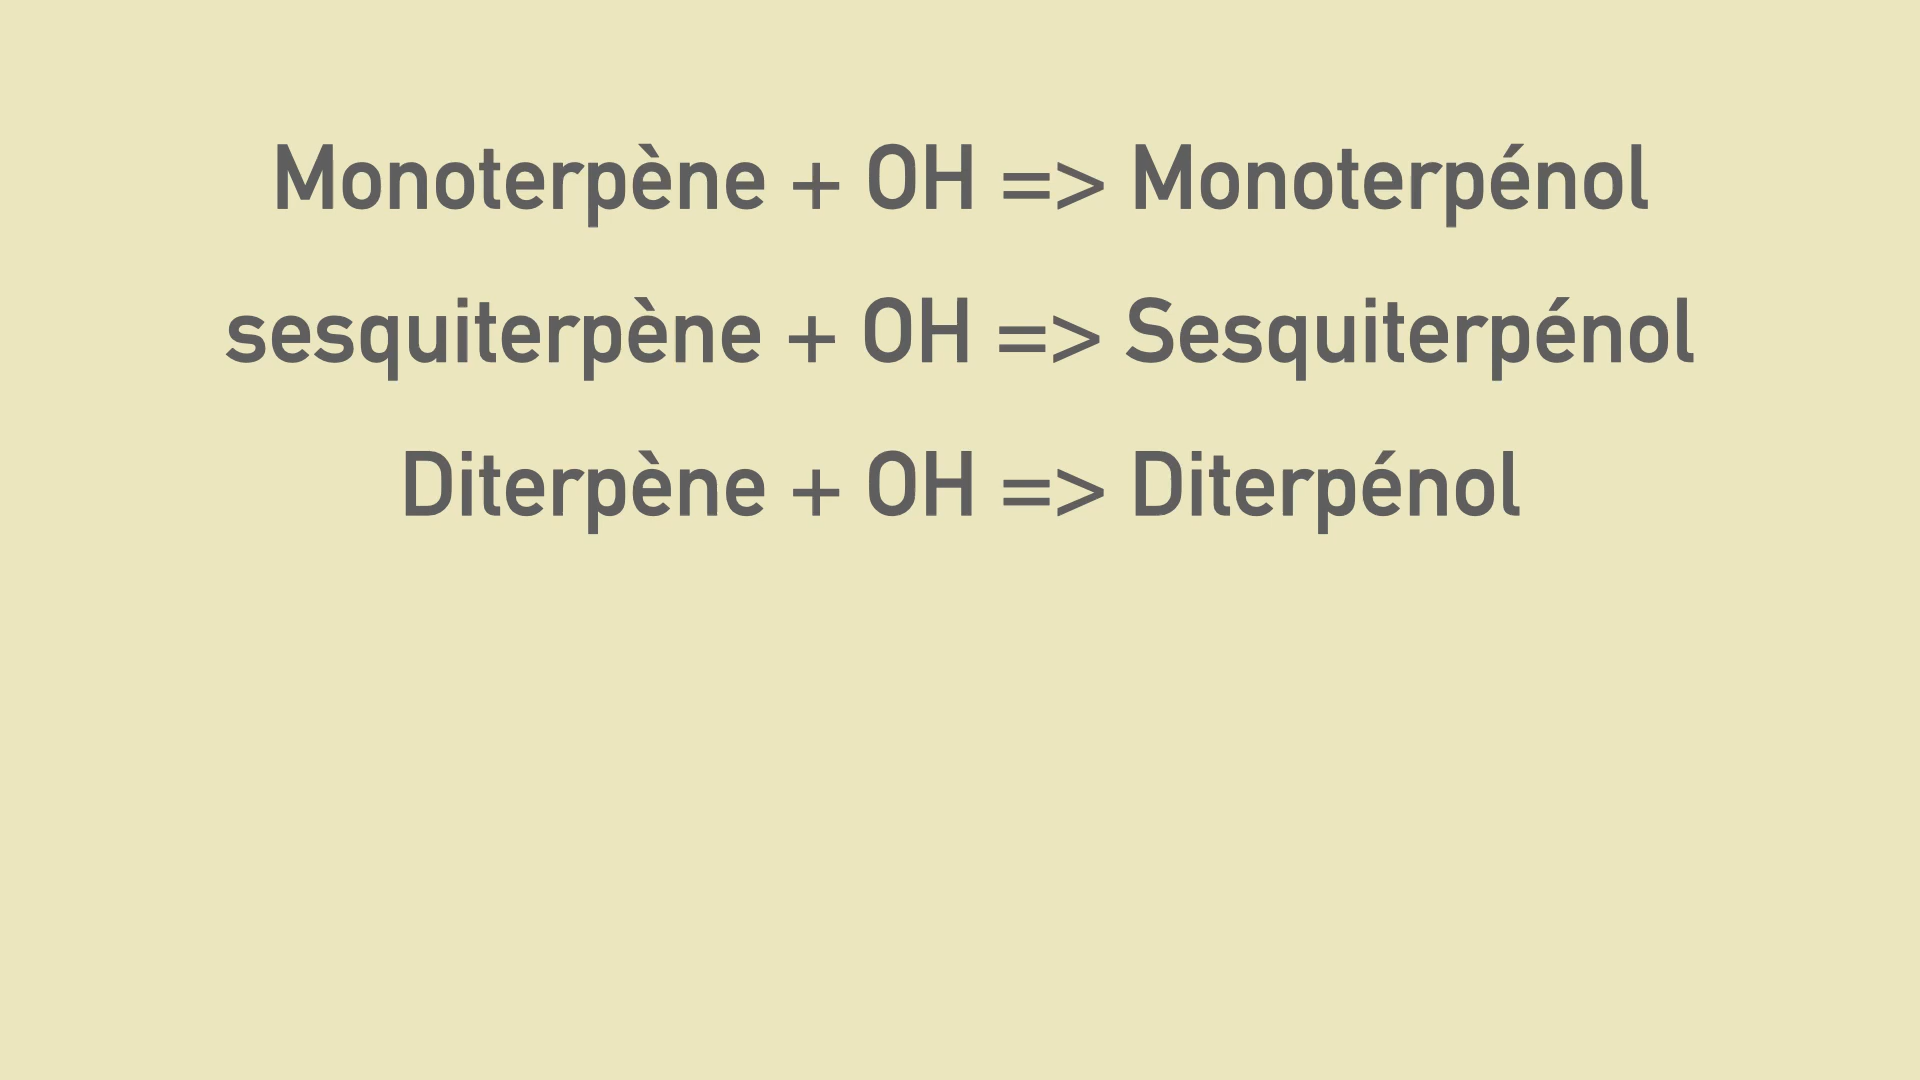 Monoterpène + OH => Monoterpénol
sesquiterpène + OH => Sesquiterpénol
Diterpène + OH => Diterpénol